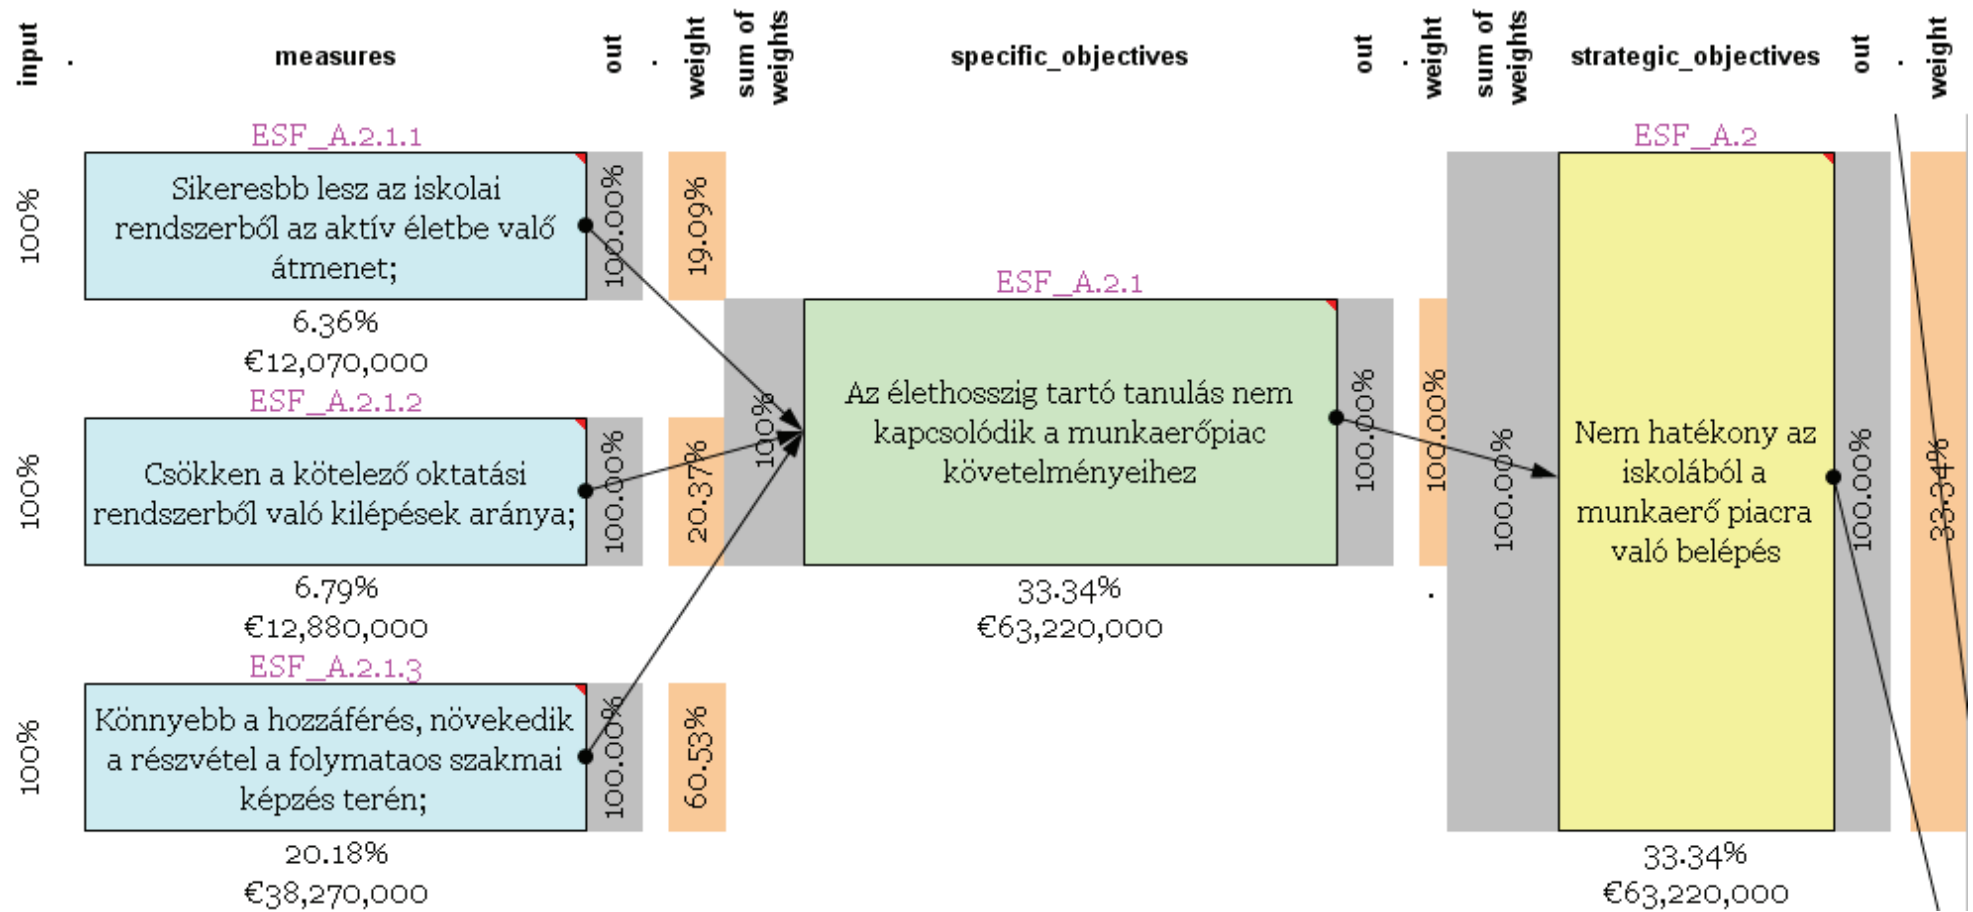 input . measures out . weight sum of weights specific_objectives out . weight sum of weights strategic_objectives out . weight
ESF_A.2.1.1
100%
Sikeresbb lesz az iskolai
rendszerből az aktív életbe való
átmenet;
100.00%
19.09%
6.36%
€12,070,000
ESF_A.2.1.2
100%
Csökken a kötelező oktatási
rendszerből való kilépések aránya;
100.00%
20.37%
6.79%
€12,880,000
ESF_A.2.1.3
100%
Könnyebb a hozzáférés, növekedik
a részvétel a folymataos szakmai
képzés terén;
100.00%
60.53%
20.18%
€38,270,000
100%
ESF_A.2.1
Az élethosszig tartó tanulás nem
kapcsolódik a munkaerőpiac
követelményeihez
100.00%
100.00%
.
33.34%
€63,220,000
100.00%
ESF_A.2
Nem hatékony az
iskolából a
munkaerő piacra
való belépés
100.00%
33.34%
33.34%
€63,220,000